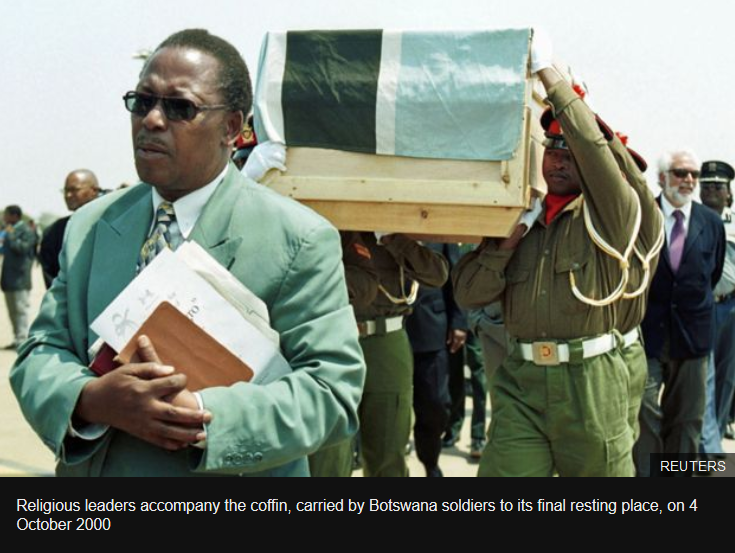 REUTERS
Religious leaders accompany the coffin, carried by Botswana soldiers to its final resting place, on 4
October 2000